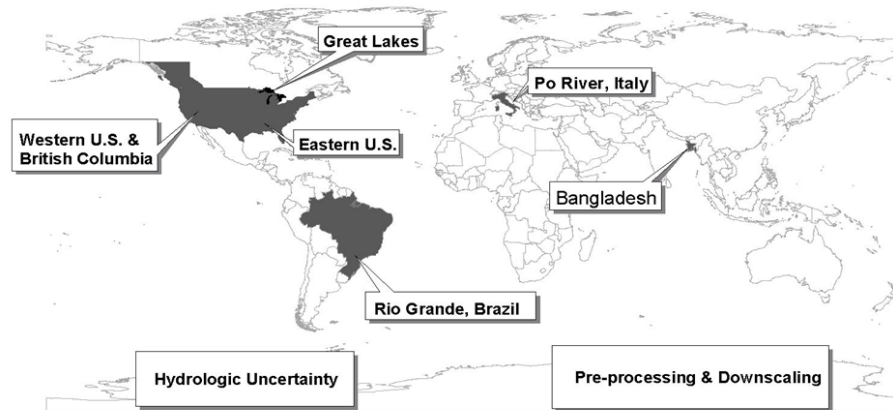 Great Lakes
Po River, Italy
Western U.S. &
British Columbia
Eastern U.S.
Bangladesh
Rio Grande, Brazil
Hydrologic Uncertainty
Pre-processing & Downscaling